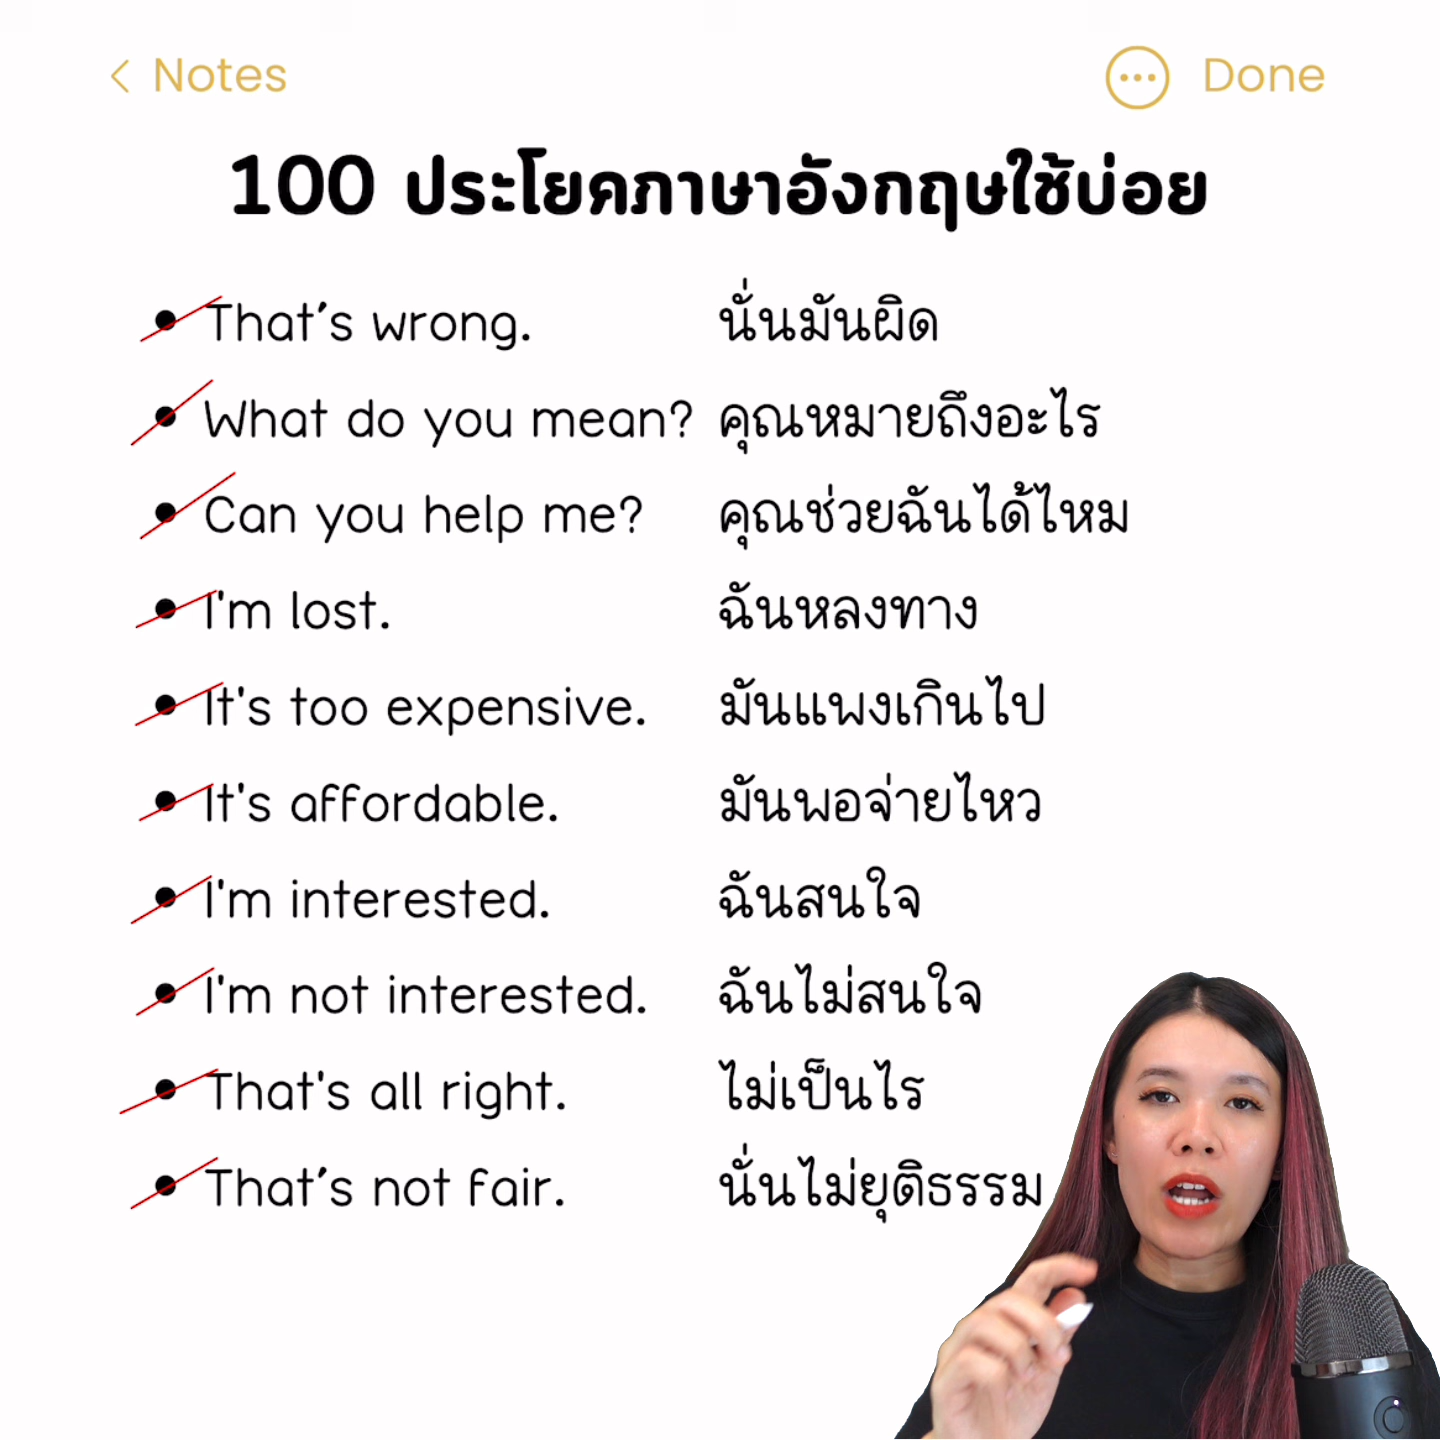 Notes
Done
100 ประโยคภาษาอังกฤษใช้บ่อย
• That's wrong. นั่นมันผิด
• What do you mean? คุณหมายถึงอะไร
• Can you help me? คุณช่วยฉันได้ไหม
• I'm lost. ฉันหลงทาง
• It's too expensive. มันแพงเกินไป
• It's affordable. มันพอจ่ายไหว
• I'm interested. ฉันสนใจ
• I'm not interested. ฉันไม่สนใจ
• That's all right. ไม่เป็นไร
• That's not fair. นั่นไม่ยุติธรรม